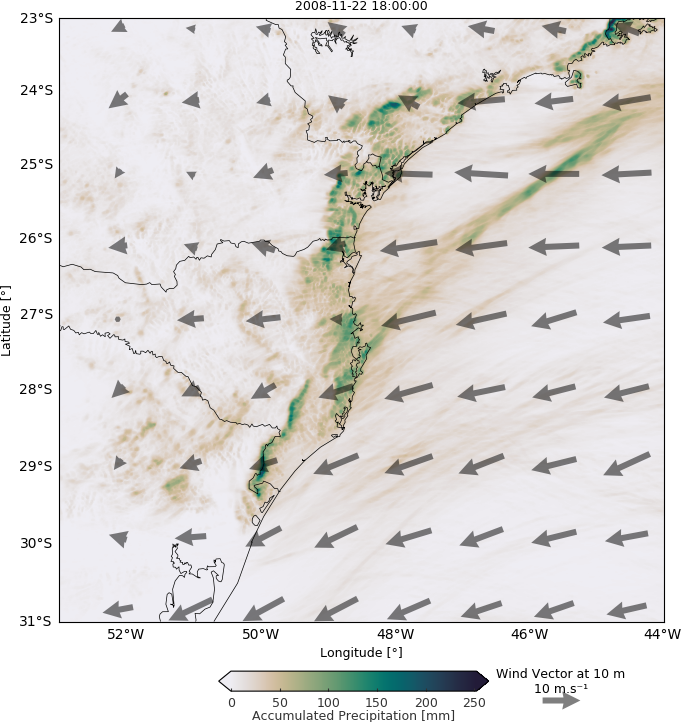 2008-11-22 18:00:00
23°S
24°S
25°S
26°S
27°S
28°S
29°S
30°S
31°S
Latitude [°]
52°W 50°W 48°W 46°W 44°W
Longitude [°]
0 50 100 150 200 250
Accumulated Precipitation [mm]
Wind Vector at 10 m
10 m.s⁻¹